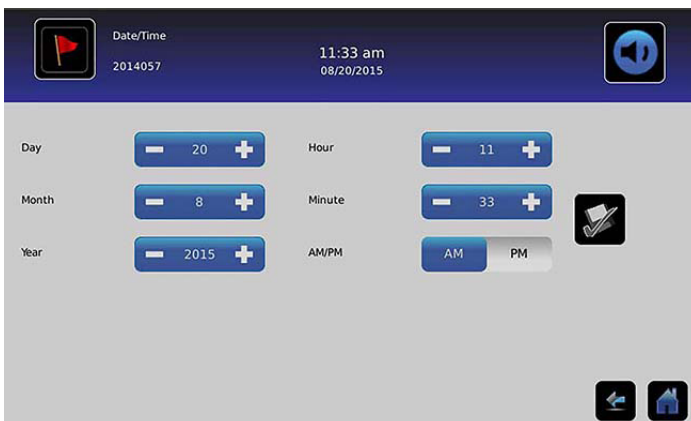 Date/Time
2014057
11:33 am
08/20/2015
Day
20
Hour
11
Month
8
Minute
33
Year
2015
AM/PM
AM
PM